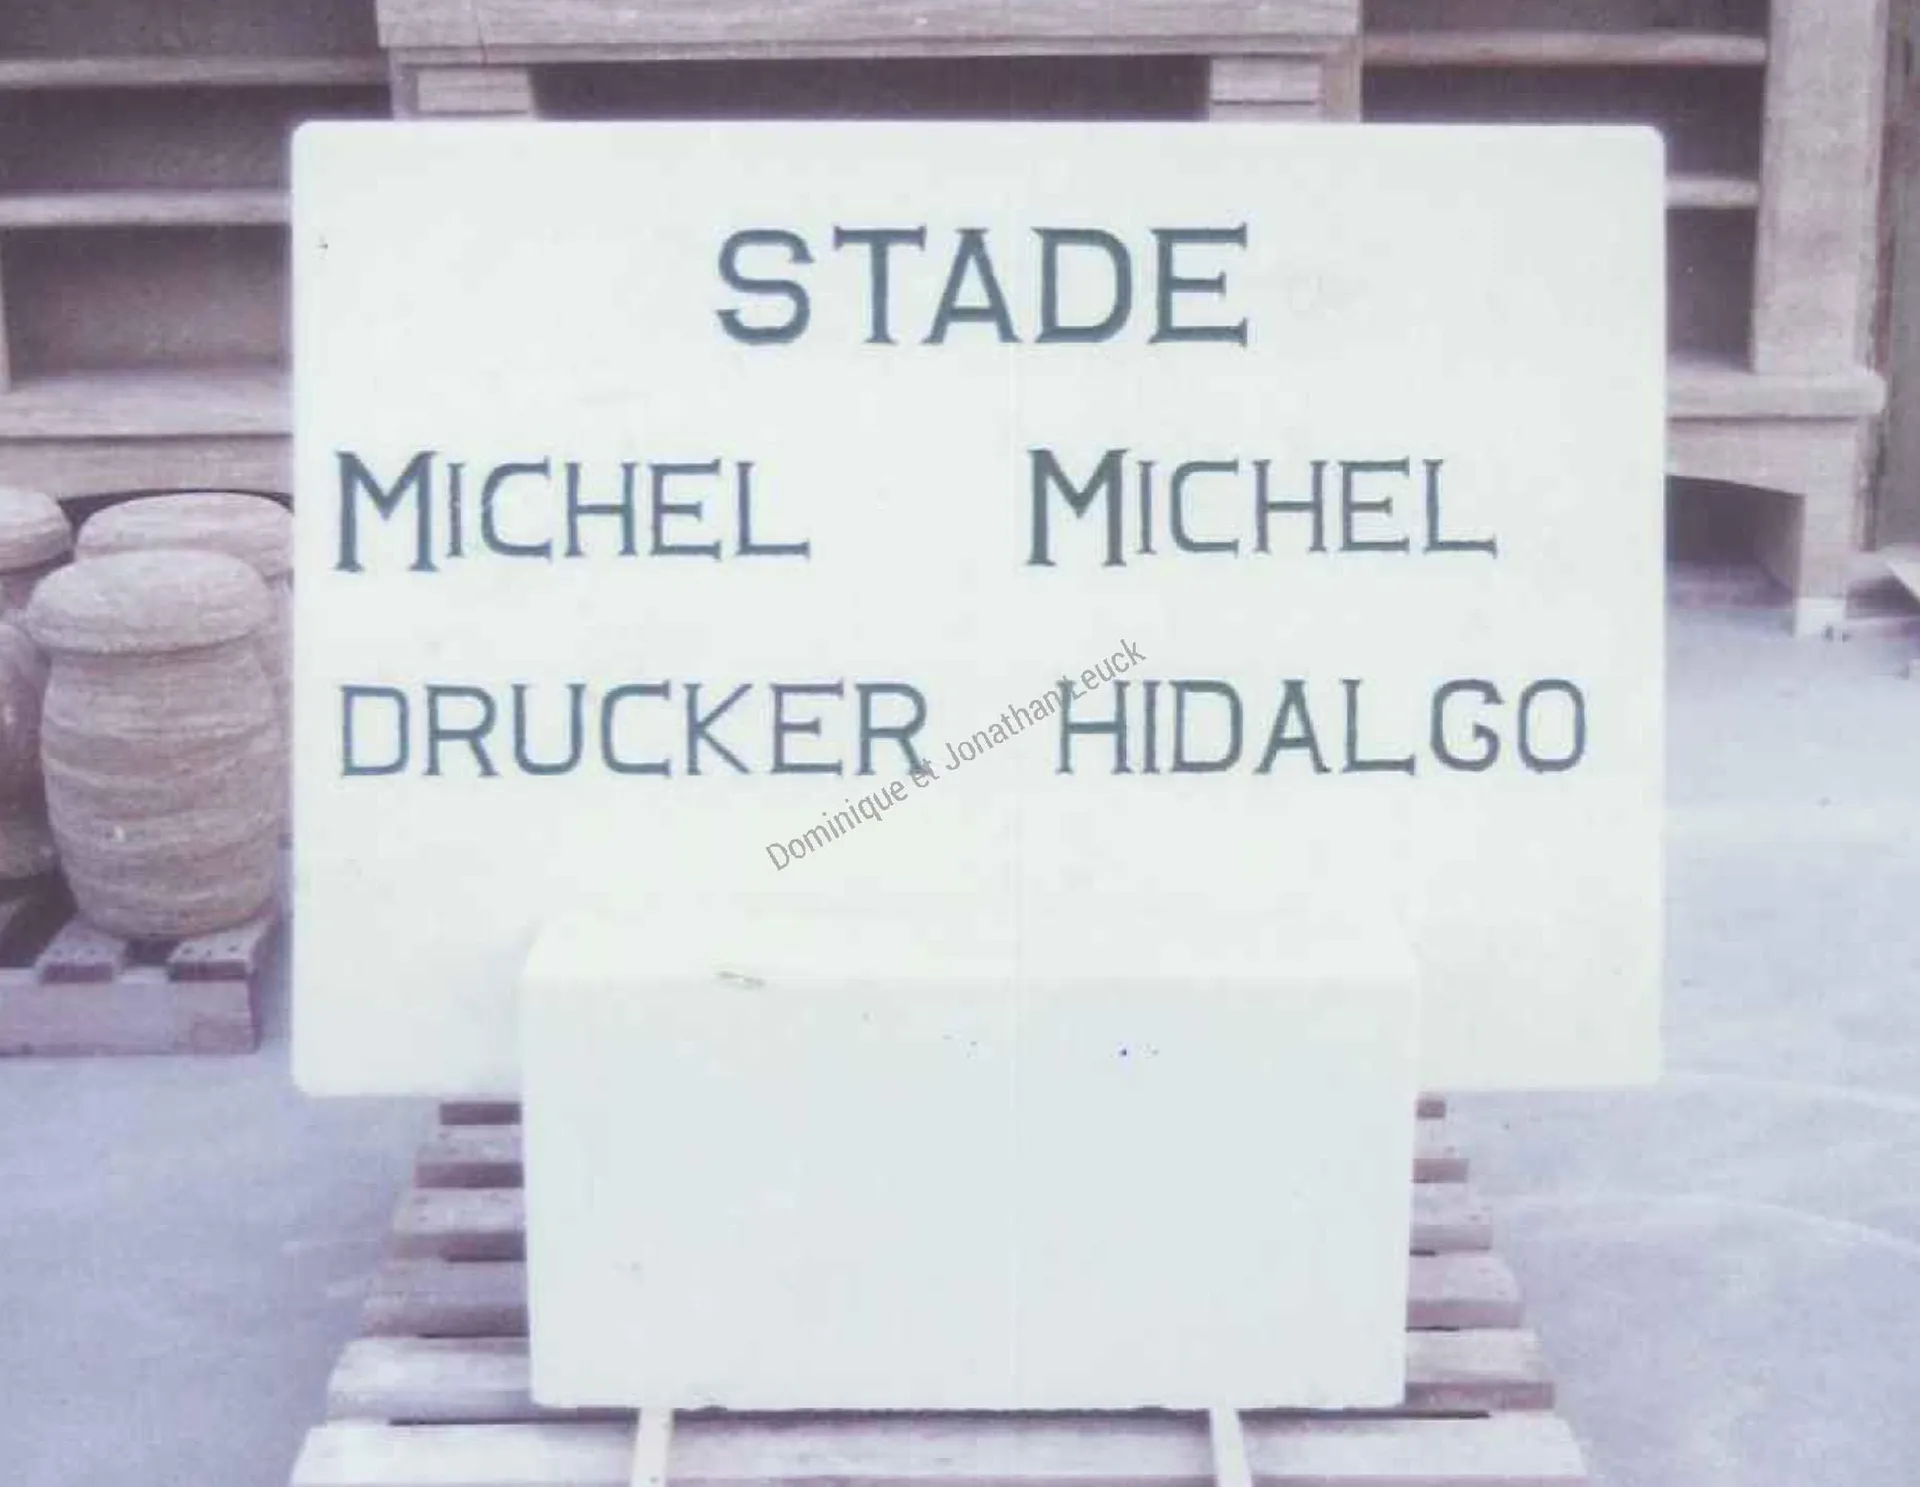 STADE
MICHEL MICHEL
DRUCKER HIDALGO
Dominique et Jonathan Leuck